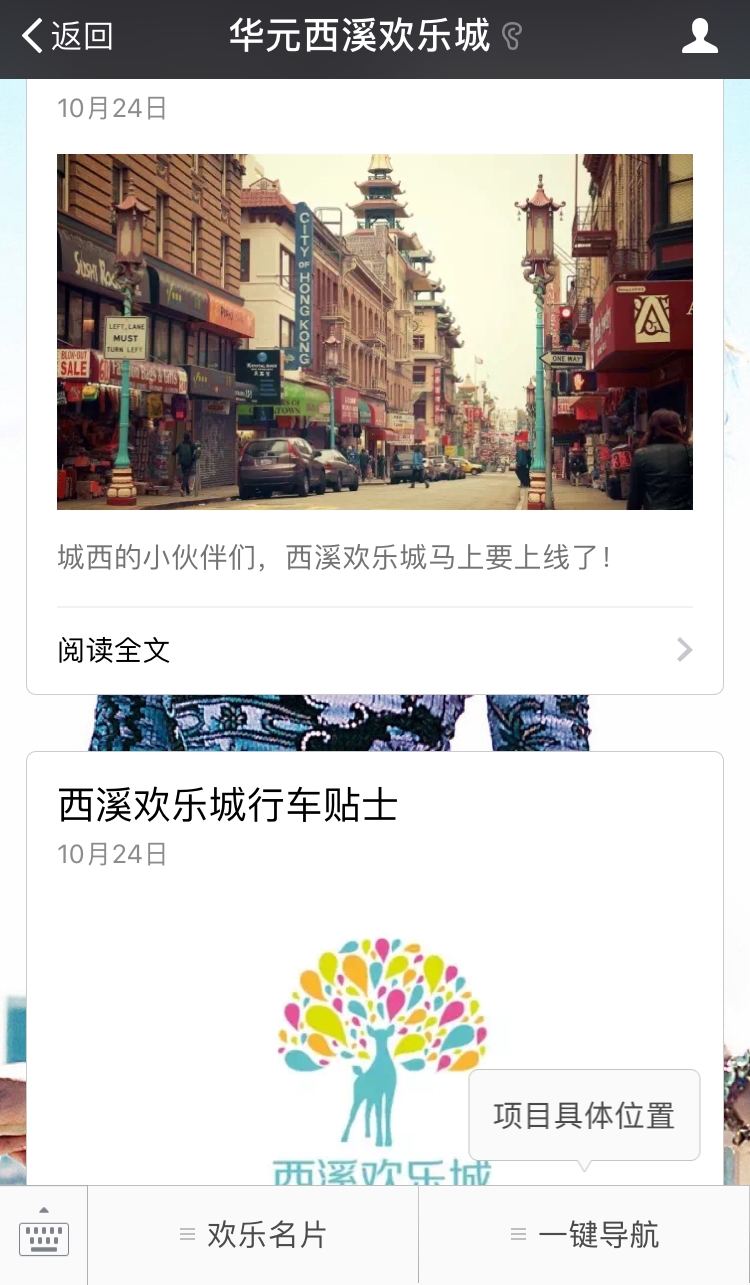 返回
华元西溪欢乐城
10月24日
CITY OF HONG KONG
LEFT LANE
MUST
TURN LEFT
BLOW-OUT
SALE
ONE WAY
城西的小伙伴们，西溪欢乐城马上要上线了！
阅读全文
西溪欢乐城行车贴士
10月24日
西溪欢乐城
项目具体位置
欢乐名片
一键导航